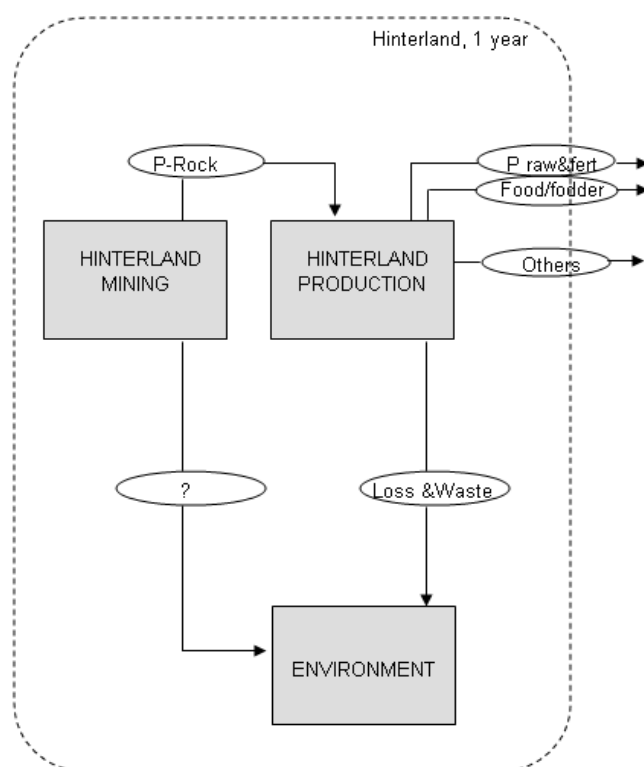 Hinterland, 1 year
P-Rock
P raw&fert
Food/fodder
HINTERLAND
MINING
HINTERLAND
PRODUCTION
Others
?
Loss &Waste
ENVIRONMENT